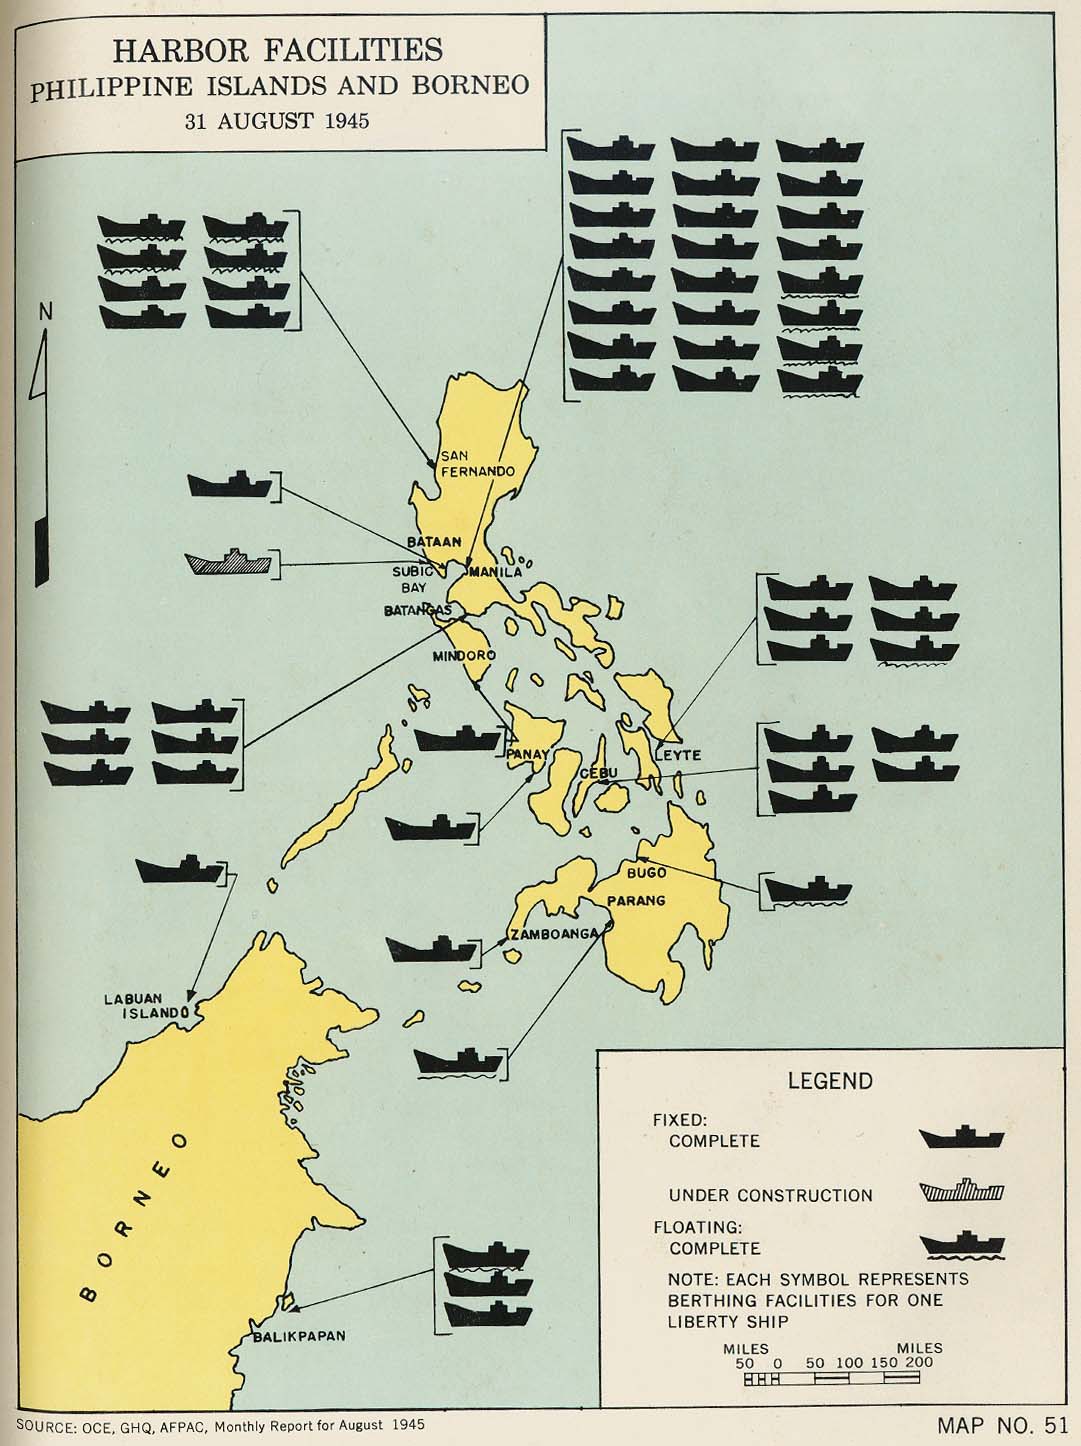 HARBOR FACILITIES
PHILIPPINE ISLANDS AND BORNEO
31 AUGUST 1945
N
SAN
FERNANDO
BATAAN
SUBIC
BAY
MANILA
BATANGAS
MINDORO
PANAY
LEYTE
CEBU
BUGO
PARANG
ZAMBOANGA
LABUAN
ISLAND
BORNEO
BALIKPAPAN
LEGEND
FIXED:
COMPLETE
UNDER CONSTRUCTION
FLOATING:
COMPLETE
NOTE: EACH SYMBOL REPRESENTS
BERTHING FACILITIES FOR ONE
LIBERTY SHIP
MILES MILES
50 0 50 100 150 200
SOURCE: OCE, GHQ, AFPAC, Monthly Report for August 1945
MAP NO. 51